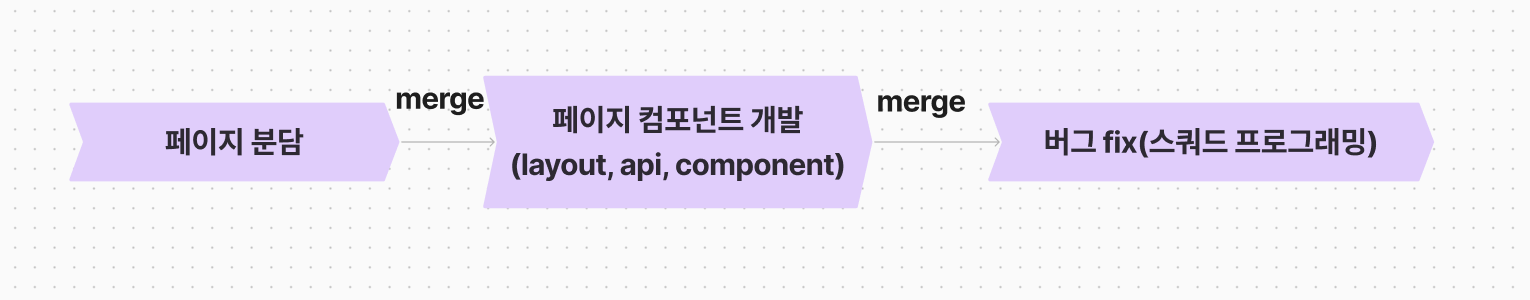 페이지 분담
merge
페이지 컴포넌트 개발
(layout, api, component)
merge
버그 fix(스쿼드 프로그래밍)